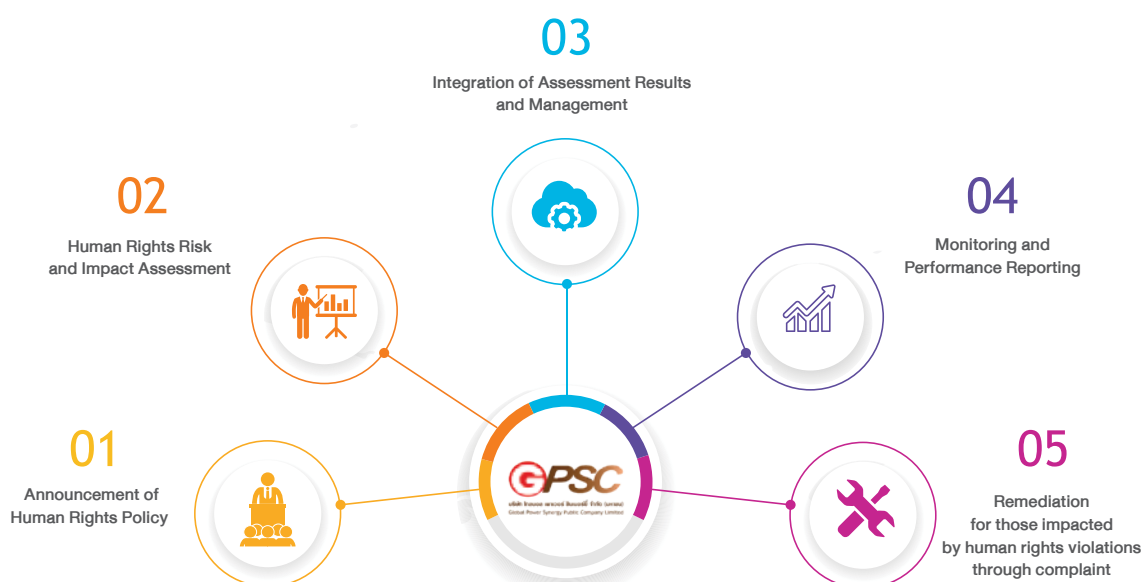 03
Integration of Assessment Results
and Management
02
Human Rights Risk
and Impact Assessment
04
Monitoring and
Performance Reporting
01
Announcement of
Human Rights Policy
GPSC
Global Power Synergy Public Company Limited
05
Remediation
for those impacted
by human rights violations
through complaint